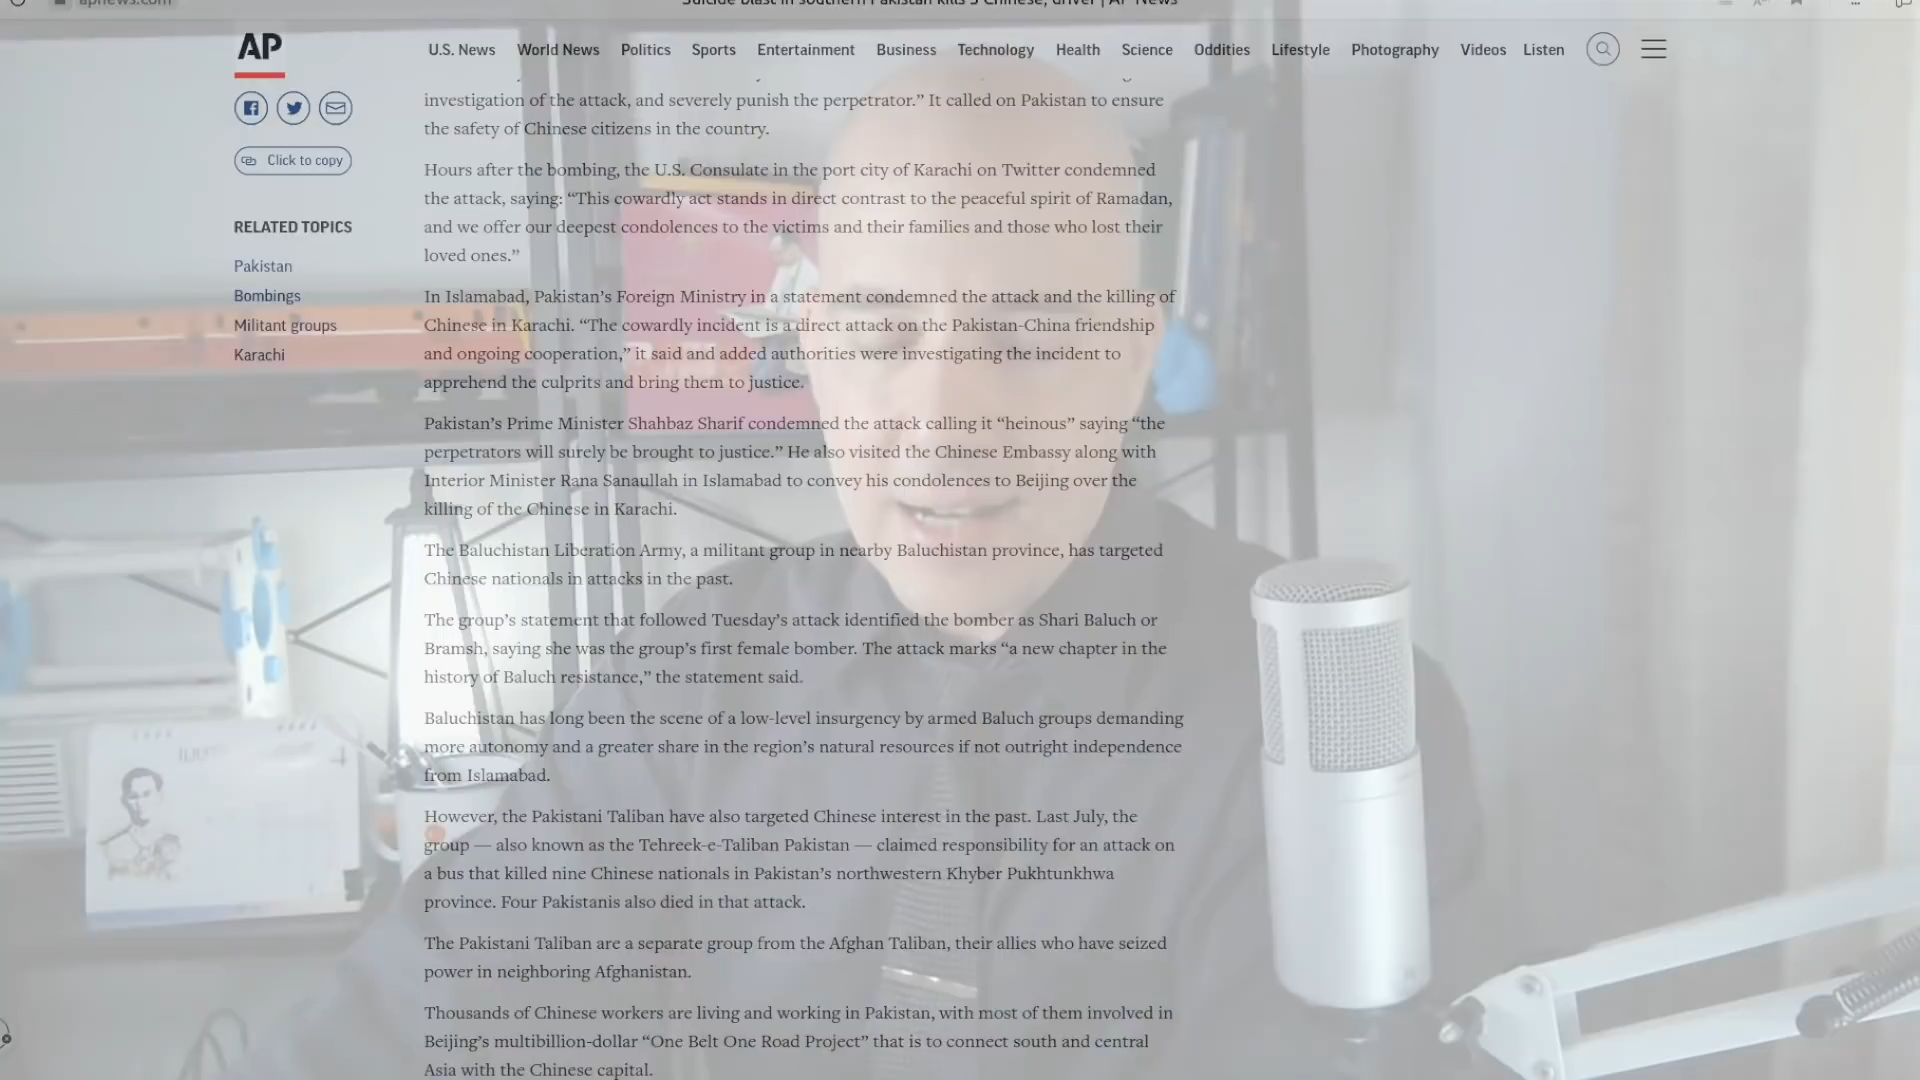 apnews.com
Suicide blast in southern Pakistan kills 3 Chinese, driver | AP News
AP
U.S. News World News Politics Sports Entertainment Business Technology Health Science Oddities Lifestyle Photography Videos Listen
Click to copy
RELATED TOPICS
Pakistan
Bombings
Militant groups
Karachi
investigation of the attack, and severely punish the perpetrator.” It called on Pakistan to ensure
the safety of Chinese citizens in the country.
Hours after the bombing, the U.S. Consulate in the port city of Karachi on Twitter condemned
the attack, saying: “This cowardly act stands in direct contrast to the peaceful spirit of Ramadan,
and we offer our deepest condolences to the victims and their families and those who lost their
loved ones.”
In Islamabad, Pakistan’s Foreign Ministry in a statement condemned the attack and the killing of
Chinese in Karachi. “The cowardly incident is a direct attack on the Pakistan-China friendship
and ongoing cooperation,” it said and added authorities were investigating the incident to
apprehend the culprits and bring them to justice.
Pakistan’s Prime Minister Shahbaz Sharif condemned the attack calling it “heinous” saying “the
perpetrators will surely be brought to justice.” He also visited the Chinese Embassy along with
Interior Minister Rana Sanaullah in Islamabad to convey his condolences to Beijing over the
killing of the Chinese in Karachi.
The Baluchistan Liberation Army, a militant group in nearby Baluchistan province, has targeted
Chinese nationals in attacks in the past.
The group’s statement that followed Tuesday’s attack identified the bomber as Shari Baluch or
Bramsh, saying she was the group’s first female bomber. The attack marks “a new chapter in the
history of Baluch resistance,” the statement said.
Baluchistan has long been the scene of a low-level insurgency by armed Baluch groups demanding
more autonomy and a greater share in the region’s natural resources if not outright independence
from Islamabad.
However, the Pakistani Taliban have also targeted Chinese interest in the past. Last July, the
group — also known as the Tehreek-e-Taliban Pakistan — claimed responsibility for an attack on
a bus that killed nine Chinese nationals in Pakistan’s northwestern Khyber Pukhtunkhwa
province. Four Pakistanis also died in that attack.
The Pakistani Taliban are a separate group from the Afghan Taliban, their allies who have seized
power in neighboring Afghanistan.
Thousands of Chinese workers are living and working in Pakistan, with most of them involved in
Beijing’s multibillion-dollar “One Belt One Road Project” that is to connect south and central
Asia with the Chinese capital.